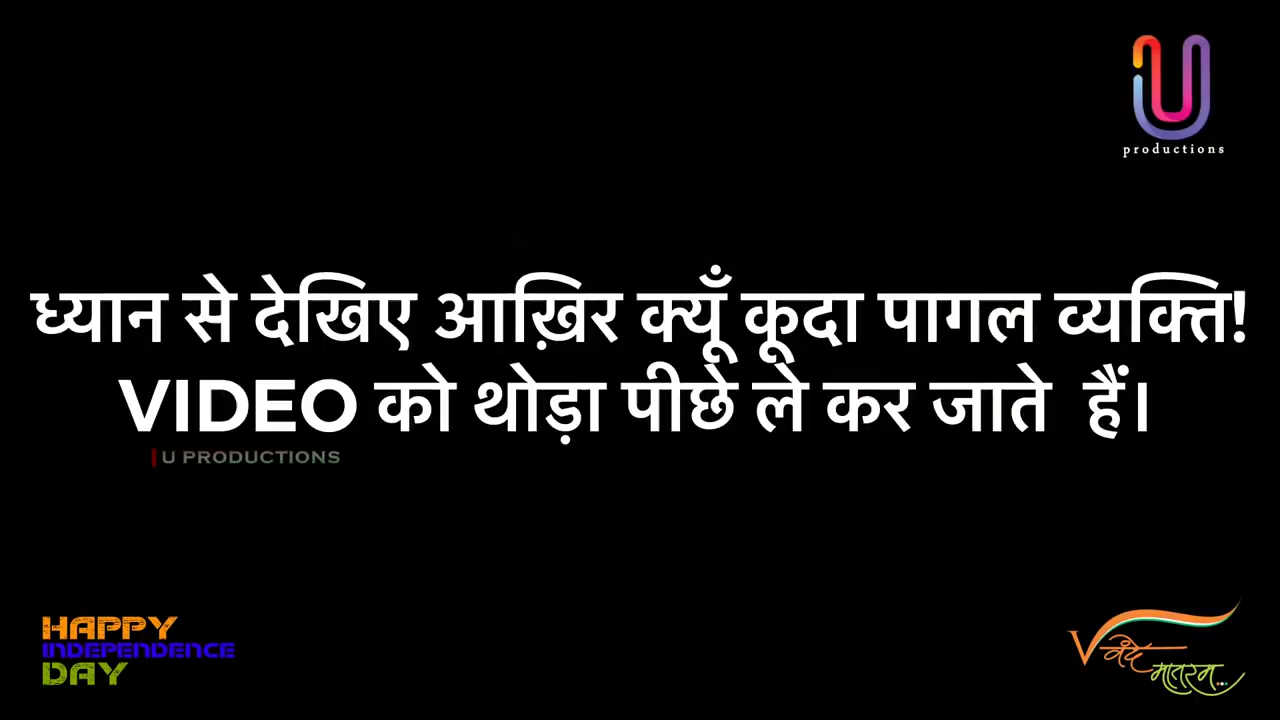 U
productions
ध्यान से देखिए आख़िर क्यूँ कूदा पागल व्यक्ति!
VIDEO को थोड़ा पीछे ले कर जाते  हैं।
U PRODUCTIONS
HAPPY
INDEPENDENCE
DAY
वंदे
मातरम...